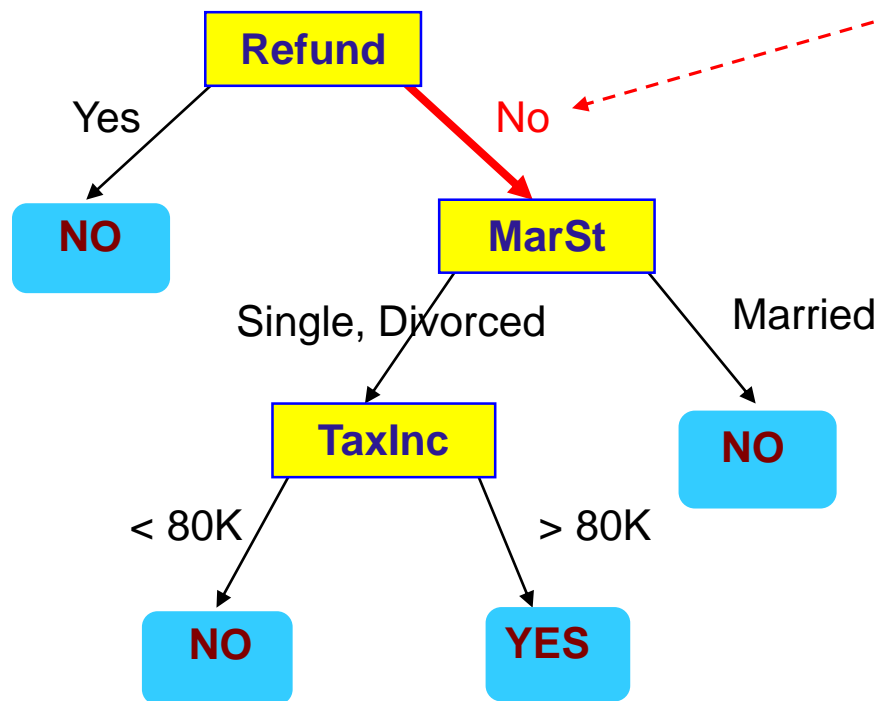 Refund
Yes
No
NO
MarSt
Single, Divorced
Married
TaxInc
NO
< 80K
> 80K
NO
YES